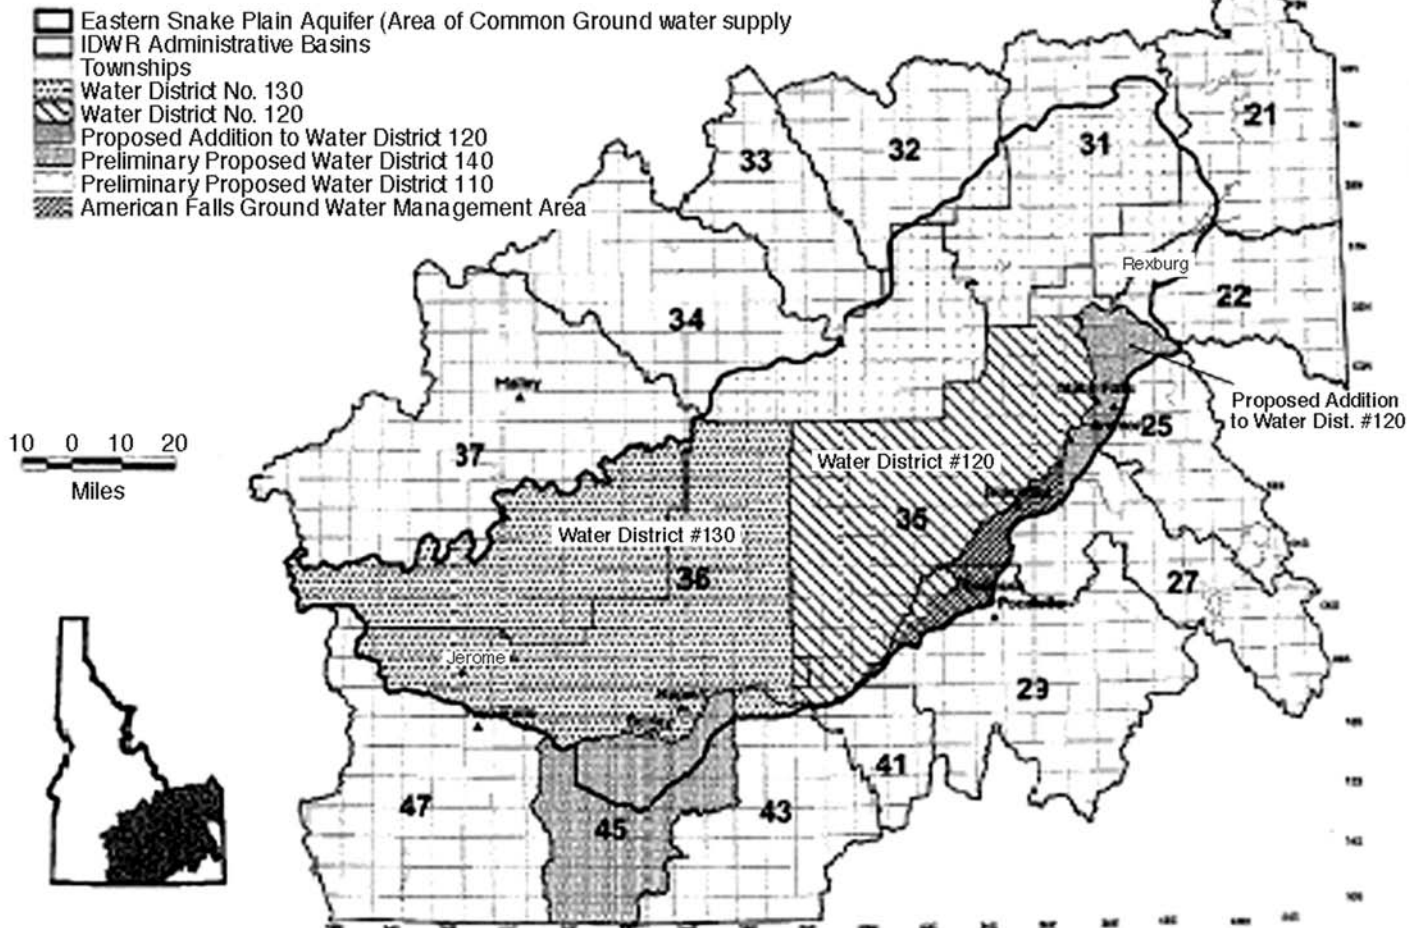 Eastern Snake Plain Aquifer (Area of Common Ground water supply
IDWR Administrative Basins
Townships
Water District No. 130
Water District No. 120
Proposed Addition to Water District 120
Preliminary Proposed Water District 140
Preliminary Proposed Water District 110
American Falls Ground Water Management Area
21
31
32
33
Rexburg
22
34
Hailey
Proposed Addition
to Water Dist. #120
25
10 0 10 20
Miles
37
Water District #120
35
Water District #130
36
27
Pocatello
Jerome
29
41
47
43
45